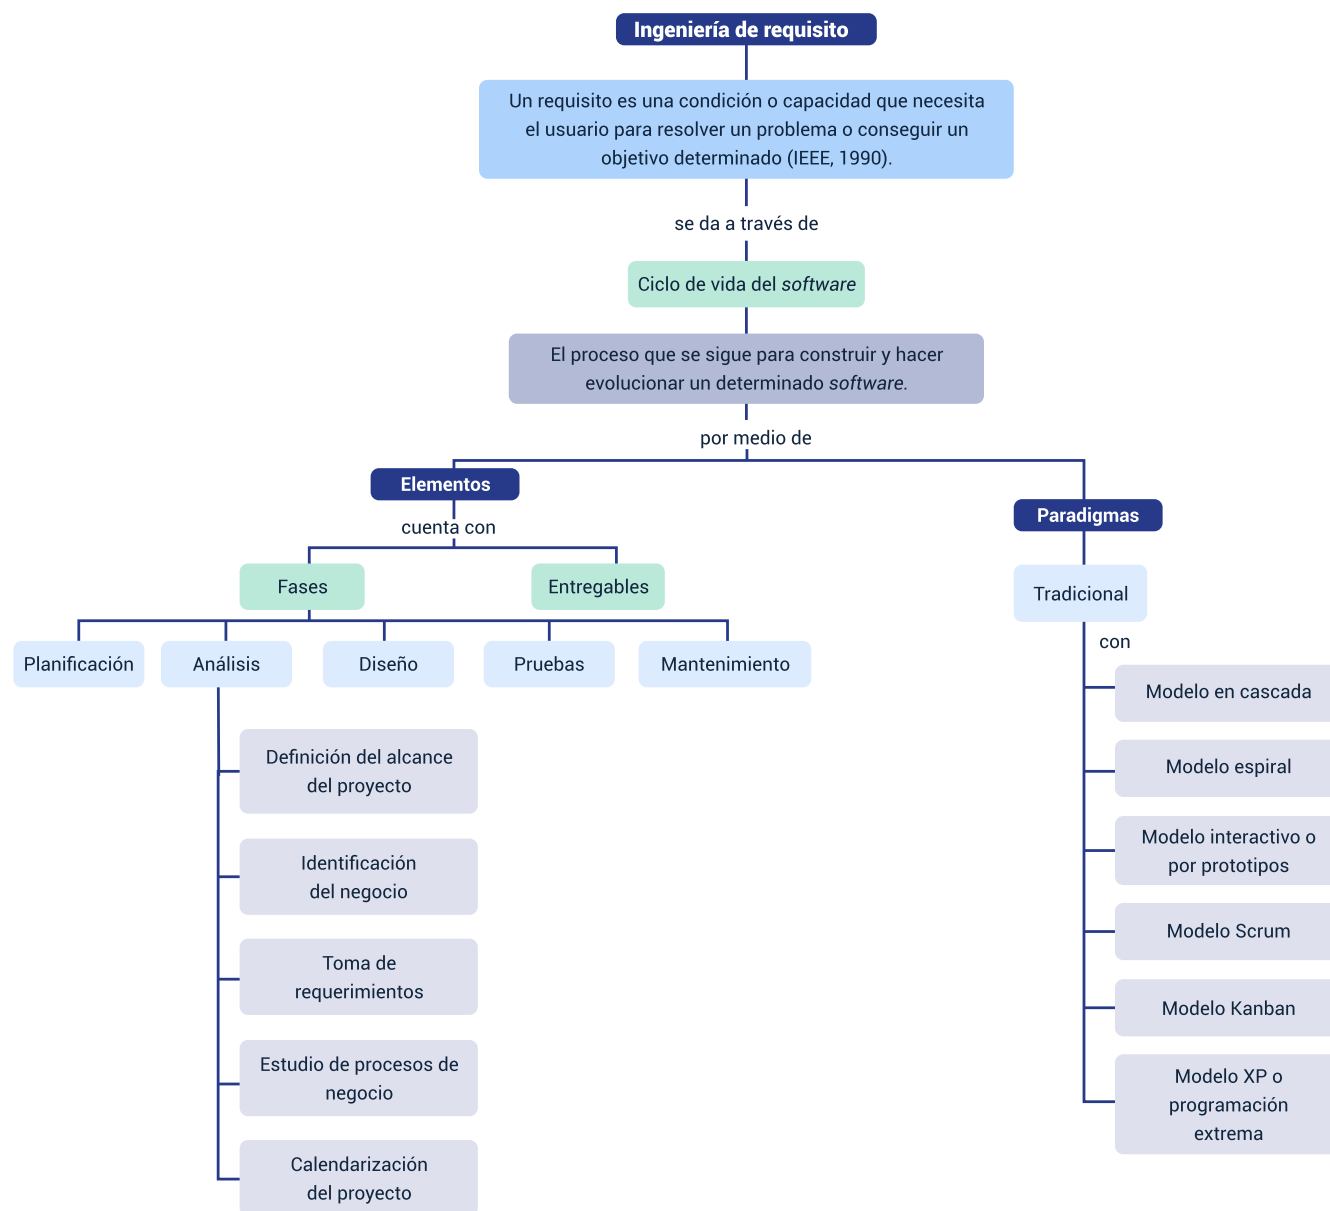 Ingeniería de requisito
Un requisito es una condición o capacidad que necesita
el usuario para resolver un problema o conseguir un
objetivo determinado (IEEE, 1990).
se da a través de
Ciclo de vida del software
El proceso que se sigue para construir y hacer
evolucionar un determinado software.
por medio de
Elementos
cuenta con
Fases
Entregables
Planificación
Análisis
Diseño
Pruebas
Mantenimiento
Definición del alcance
del proyecto
Identificación
del negocio
Toma de
requerimientos
Estudio de procesos de
negocio
Calendarización
del proyecto
Paradigmas
Tradicional
con
Modelo en cascada
Modelo espiral
Modelo interactivo o
por prototipos
Modelo Scrum
Modelo Kanban
Modelo XP o
programación
extrema